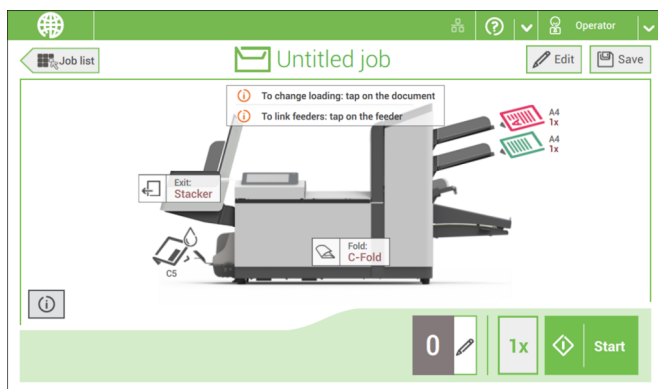 Operator
Job list
Untitled job
Edit
Save
To change loading: tap on the document
To link feeders: tap on the feeder
A4
1x
A4
1x
Exit:
Stacker
Fold:
C-Fold
C5
0
1x
Start